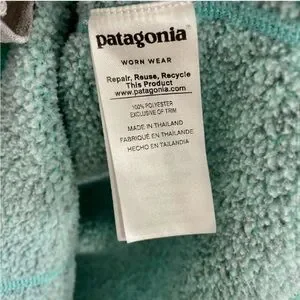 patagonia
WORN WEAR
Repair, Reuse, Recycle
This Product
www.patagonia.com
100% POLYESTER
EXCLUSIVE OF TRIM
MADE IN THAILAND
FABRIQUÉ EN THAILANDE
HECHO EN TAILANDIA